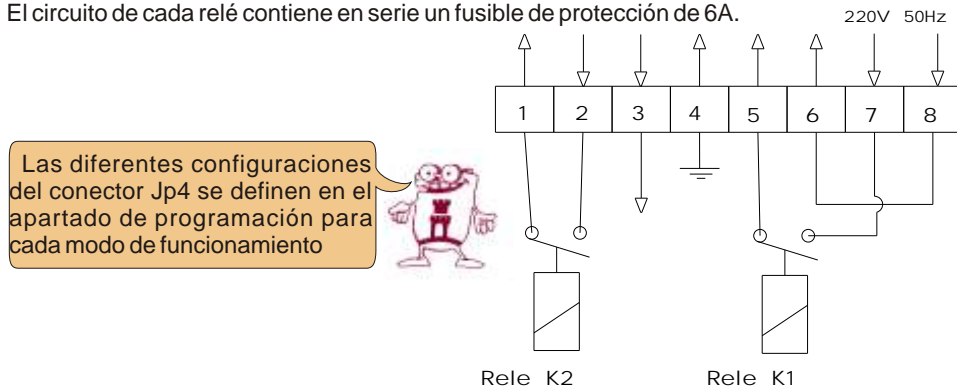 El circuito de cada relé contiene en serie un fusible de protección de 6A.
220V 50Hz
1 2 3 4 5 6 7 8
Las diferentes configuraciones
del conector Jp4 se definen en el
apartado de programación para
cada modo de funcionamiento
Rele K2 Rele K1